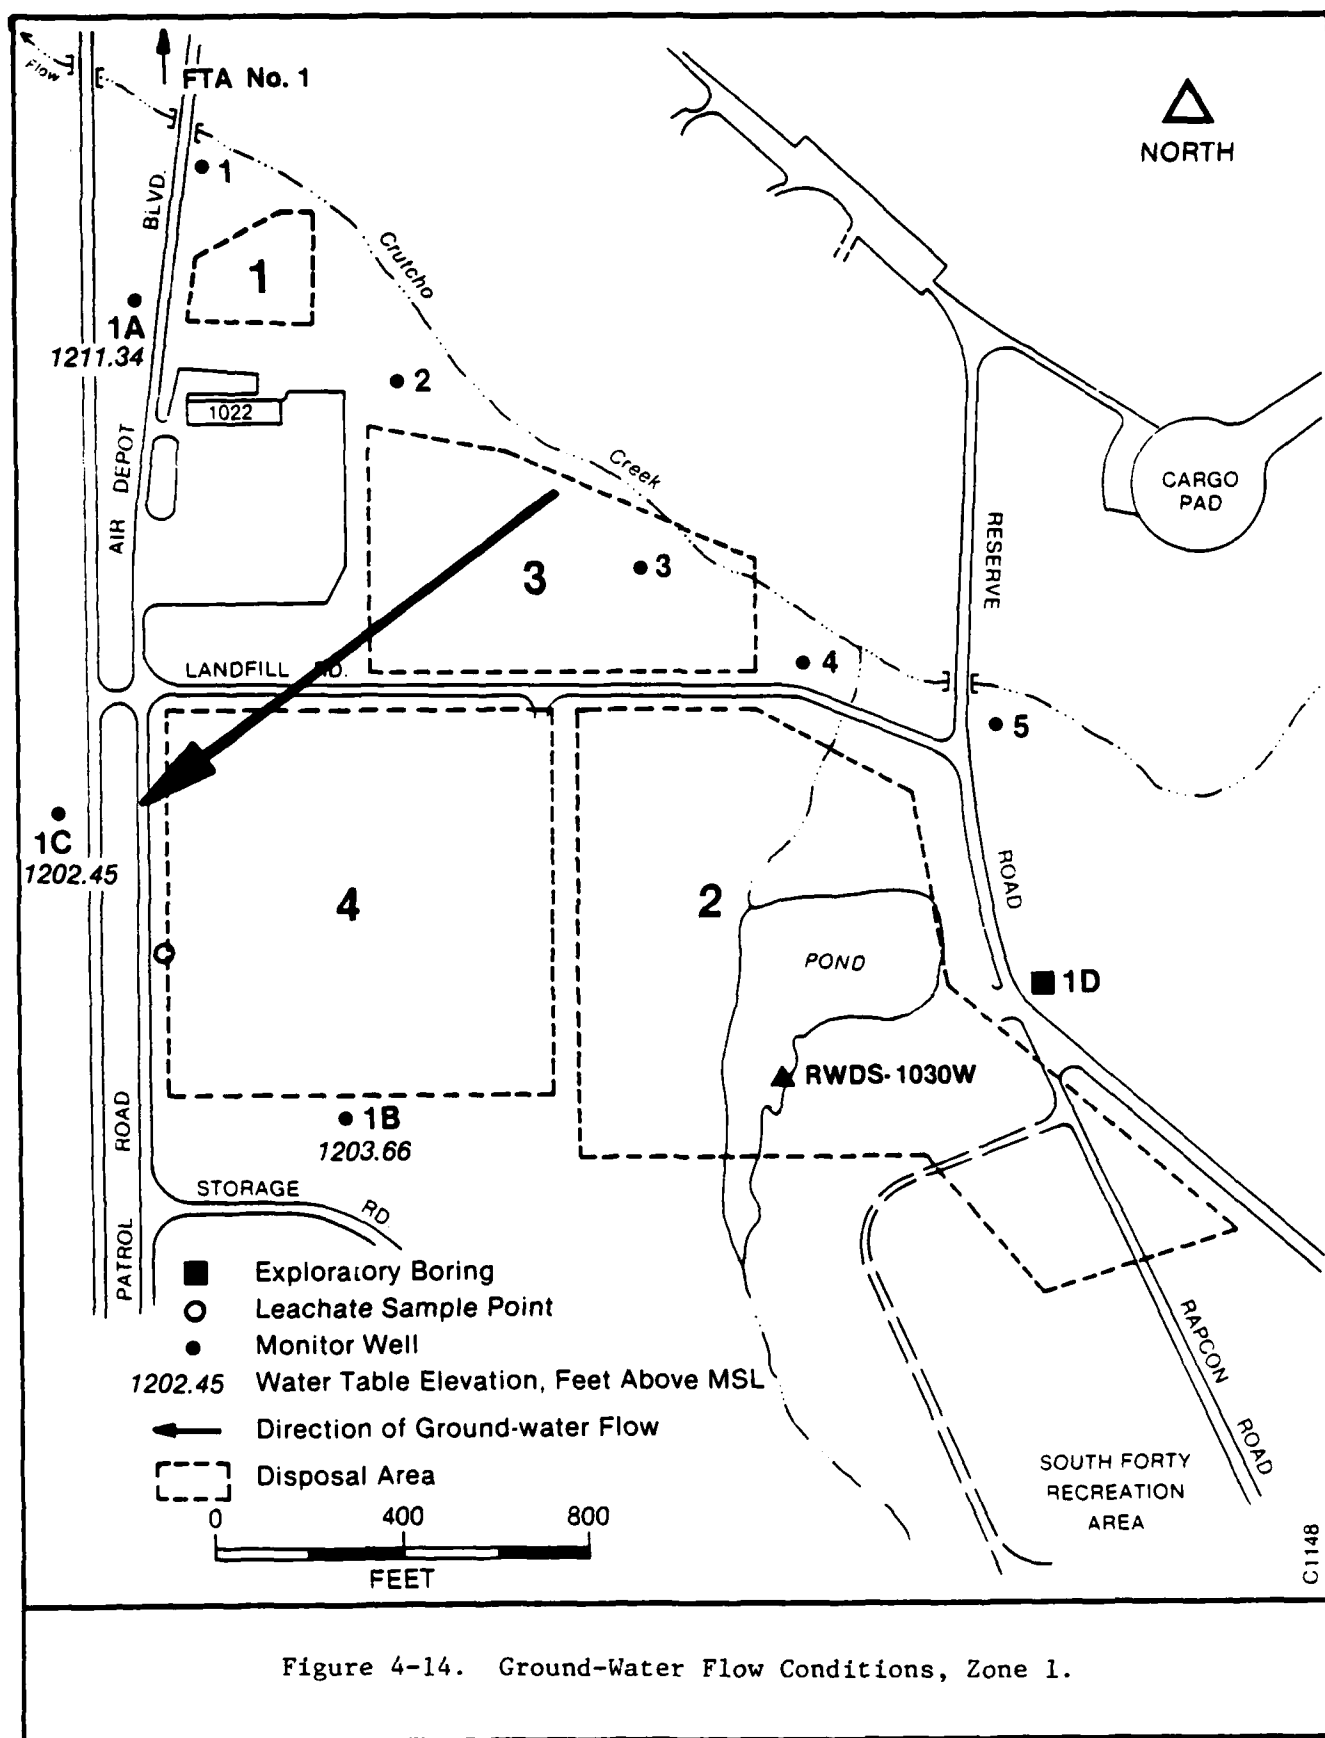 Flow
FTA No. 1
NORTH
1
BLVD.
Crutcho
1
1A
1211.34
2
1022
AIR DEPOT
Creek
CARGO
PAD
RESERVE
3
3
4
LANDFILL RD.
5
1C
1202.45
ROAD
4
2
POND
1D
RWDS-1030W
1B
1203.66
PATROL ROAD
STORAGE RD.
Exploratory Boring
Leachate Sample Point
Monitor Well
1202.45 Water Table Elevation, Feet Above MSL
Direction of Ground-water Flow
Disposal Area
RAPCON ROAD
SOUTH FORTY
RECREATION
AREA
0 400 800
FEET
C1148
Figure 4-14. Ground-Water Flow Conditions, Zone 1.